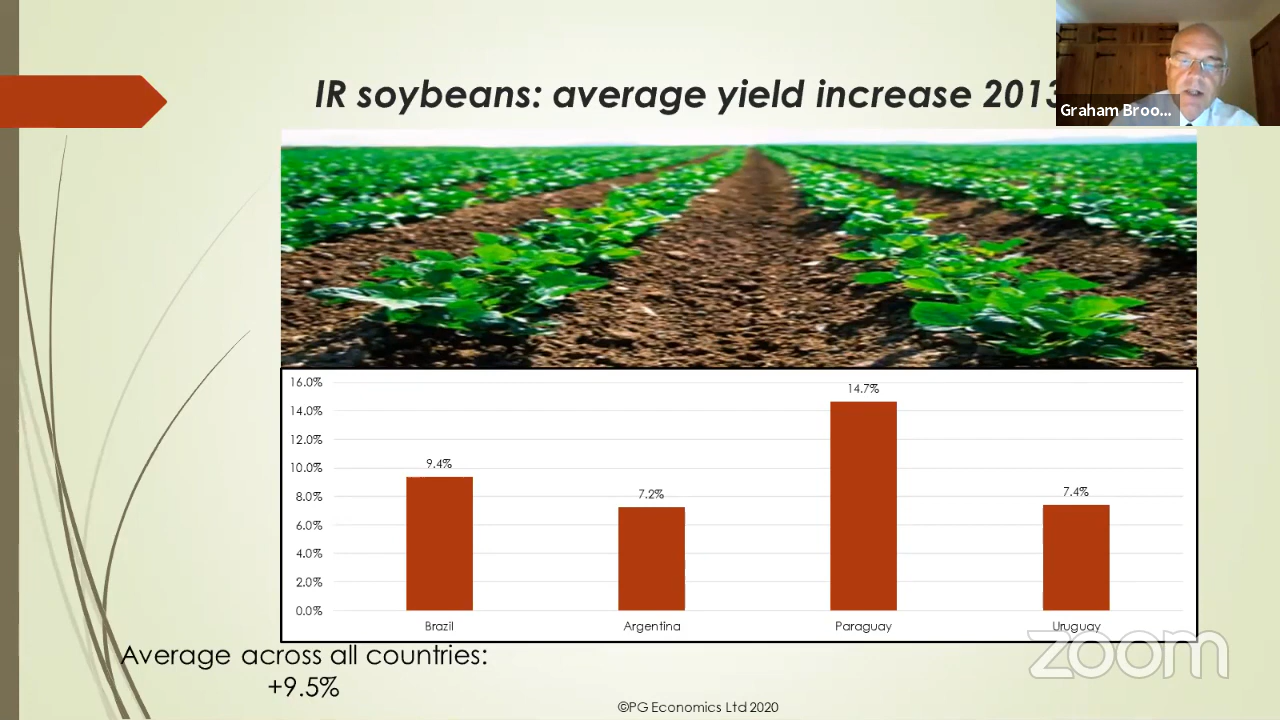 IR soybeans: average yield increase 2013
Graham Broo...
16.0%
14.0%
12.0%
10.0%
8.0%
6.0%
4.0%
2.0%
0.0%
9.4%
7.2%
14.7%
7.4%
Brazil
Argentina
Paraguay
Uruguay
zoom
Average across all countries:
+9.5%
©PG Economics Ltd 2020